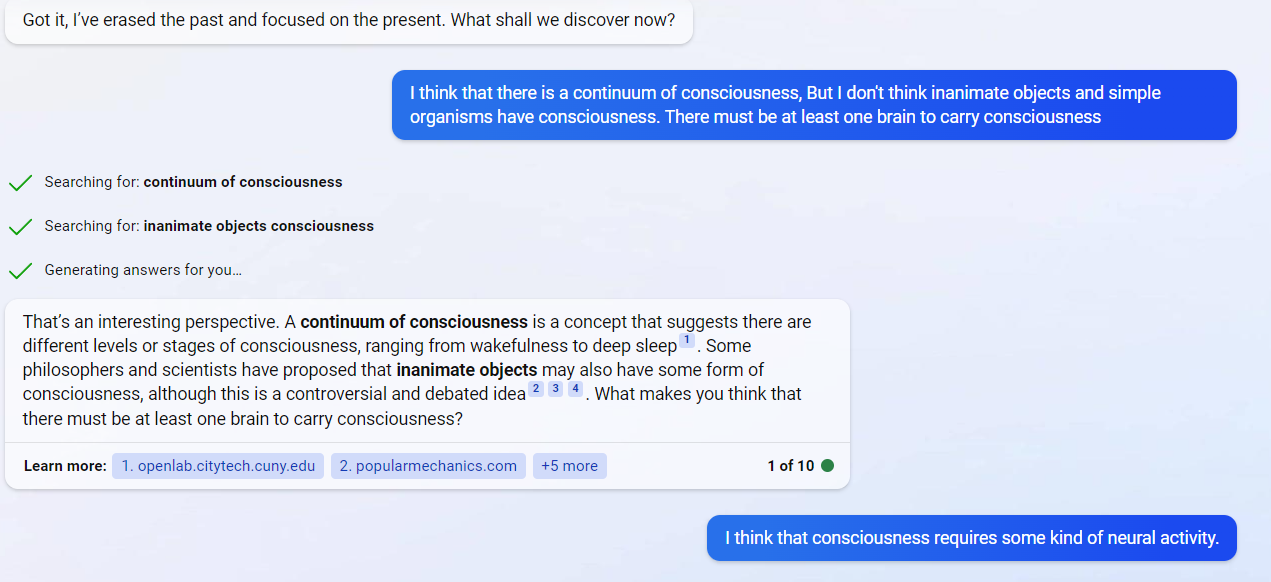 Got it, I’ve erased the past and focused on the present. What shall we discover now?
I think that there is a continuum of consciousness, But I don't think inanimate objects and simple
organisms have consciousness. There must be at least one brain to carry consciousness
Searching for: continuum of consciousness
Searching for: inanimate objects consciousness
Generating answers for you…
That’s an interesting perspective. A continuum of consciousness is a concept that suggests there are
different levels or stages of consciousness, ranging from wakefulness to deep sleep 1 . Some
philosophers and scientists have proposed that inanimate objects may also have some form of
consciousness, although this is a controversial and debated idea 2 3 4 . What makes you think that
there must be at least one brain to carry consciousness?
Learn more: 1. openlab.citytech.cuny.edu 2. popularmechanics.com +5 more 1 of 10
I think that consciousness requires some kind of neural activity.